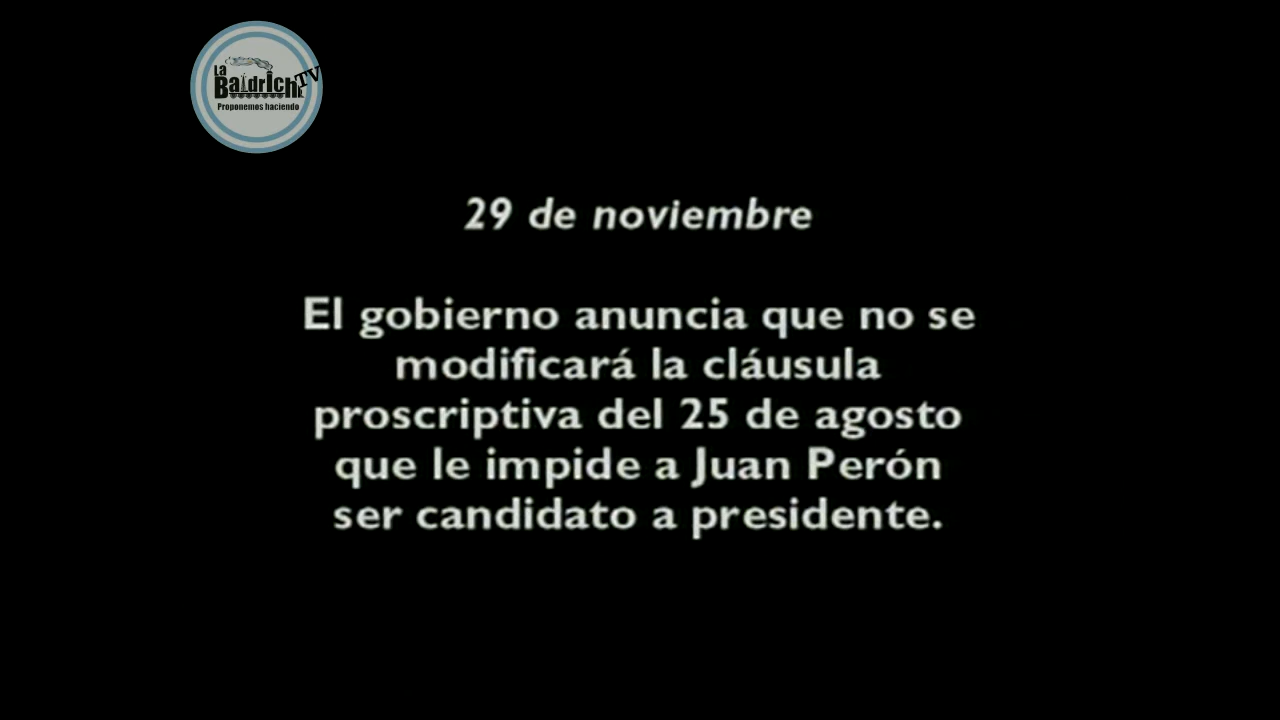 La
Baldrich TV
Proponemos haciendo
29 de noviembre
El gobierno anuncia que no se
modificará la cláusula
proscriptiva del 25 de agosto
que le impide a Juan Perón
ser candidato a presidente.